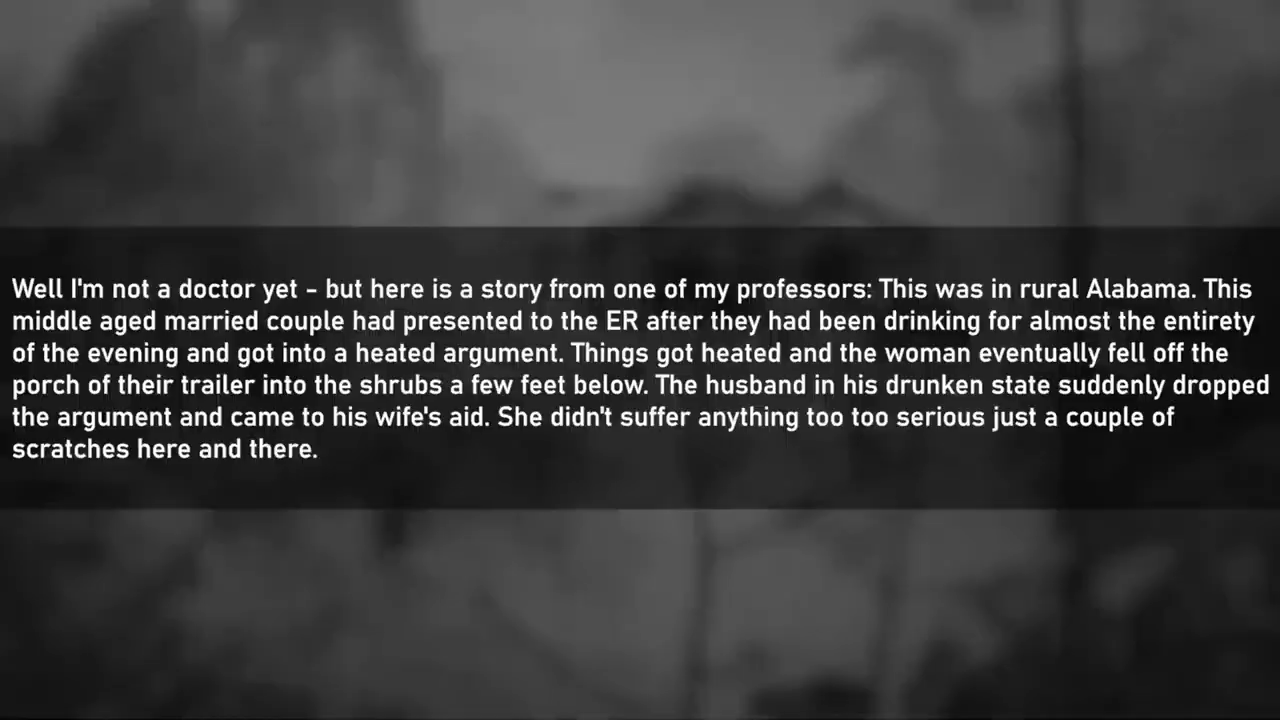 Well I'm not a doctor yet - but here is a story from one of my professors: This was in rural Alabama. This
middle aged married couple had presented to the ER after they had been drinking for almost the entirety
of the evening and got into a heated argument. Things got heated and the woman eventually fell off the
porch of their trailer into the shrubs a few feet below. The husband in his drunken state suddenly dropped
the argument and came to his wife's aid. She didn't suffer anything too too serious just a couple of
scratches here and there.